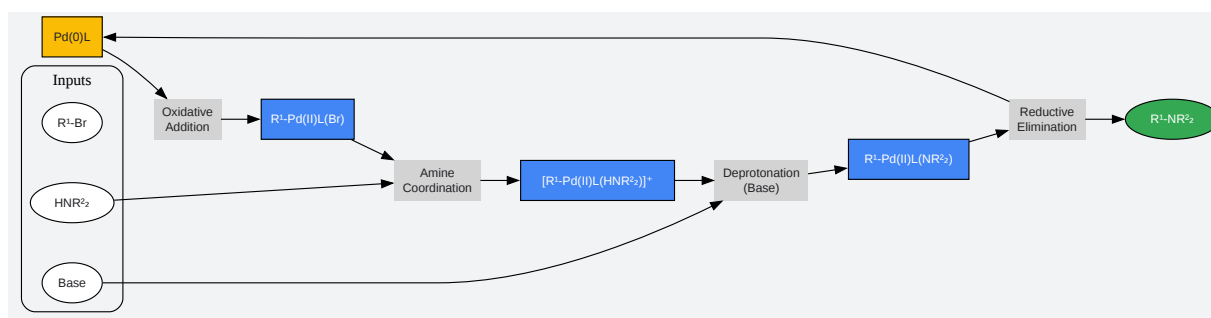 Pd(0)L
Inputs
R¹-Br
HNR²₂
Base
Oxidative
Addition
R¹-Pd(II)L(Br)
Amine
Coordination
[R¹-Pd(II)L(HNR²₂)]⁺
Deprotonation
(Base)
R¹-Pd(II)L(NR²₂)
Reductive
Elimination
R¹-NR²₂